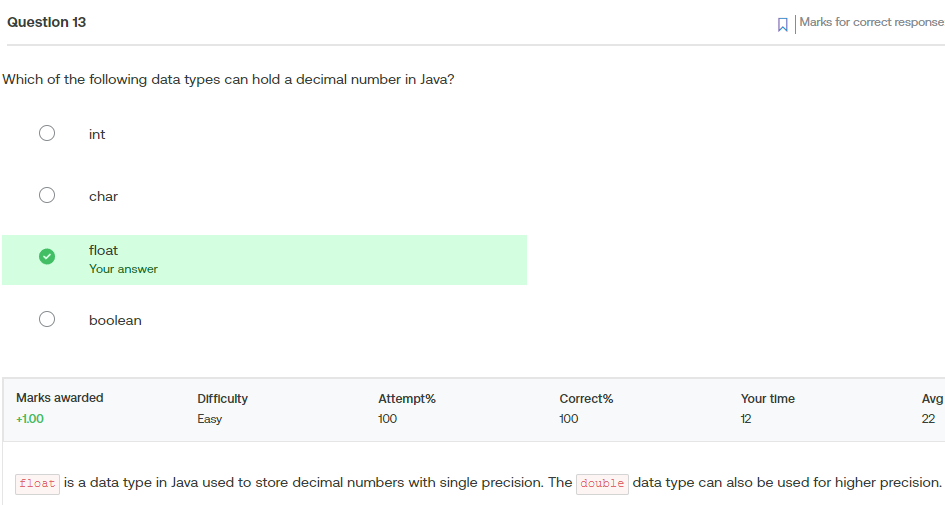 Question 13
Marks for correct response
Which of the following data types can hold a decimal number in Java?
int
char
float
Your answer
boolean
Marks awarded Difficulty Attempt% Correct% Your time Avg
+1.00 Easy 100 100 12 22
float is a data type in Java used to store decimal numbers with single precision. The double data type can also be used for higher precision.